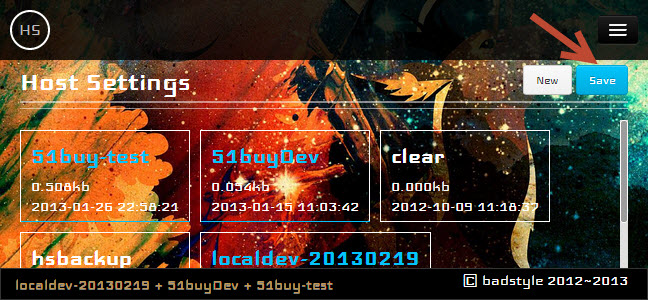 HS
Host Settings
New
Save
51buy-test
0.508kb
2013-01-26 22:58:21
51buyDev
0.034kb
2013-01-15 11:03:42
clear
0.000kb
2012-10-09 11:18:37
hsbackup
localdev-20130219
localdev-20130219 + 51buyDev + 51buy-test
© badstyle 2012~2013